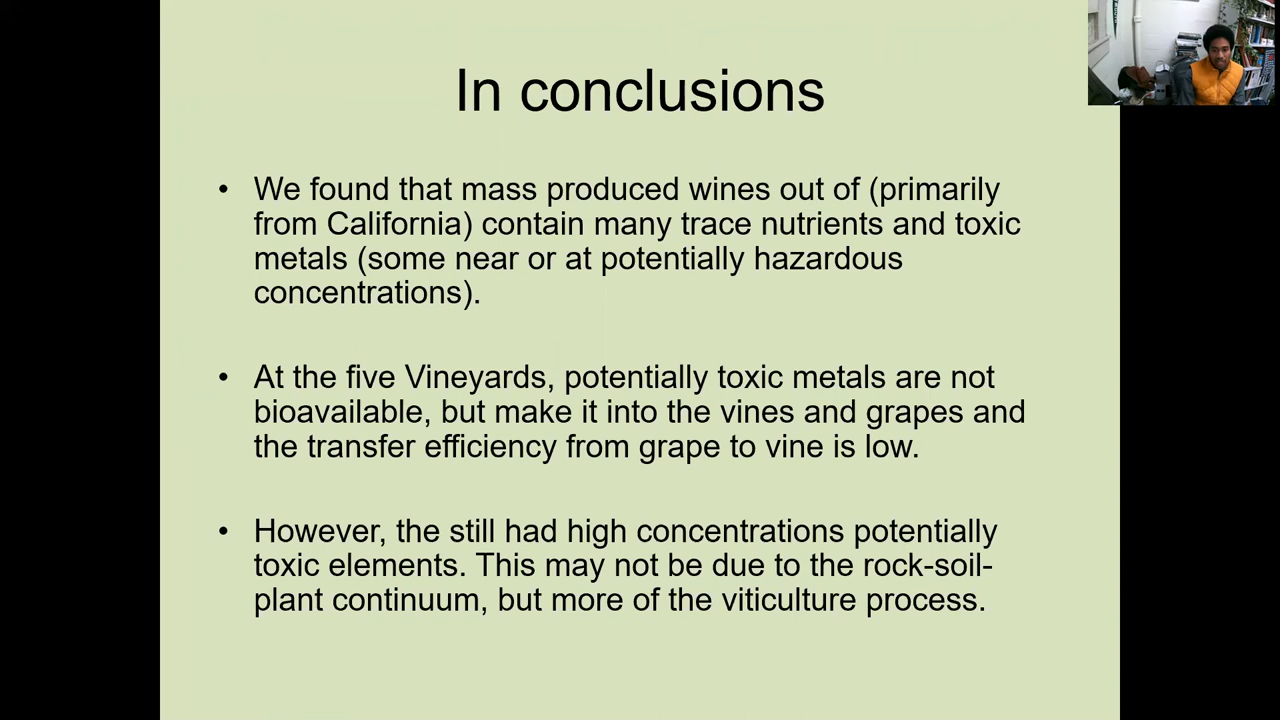 In conclusions
• We found that mass produced wines out of (primarily
from California) contain many trace nutrients and toxic
metals (some near or at potentially hazardous
concentrations).
• At the five Vineyards, potentially toxic metals are not
bioavailable, but make it into the vines and grapes and
the transfer efficiency from grape to vine is low.
• However, the still had high concentrations potentially
toxic elements. This may not be due to the rock-soil-
plant continuum, but more of the viticulture process.